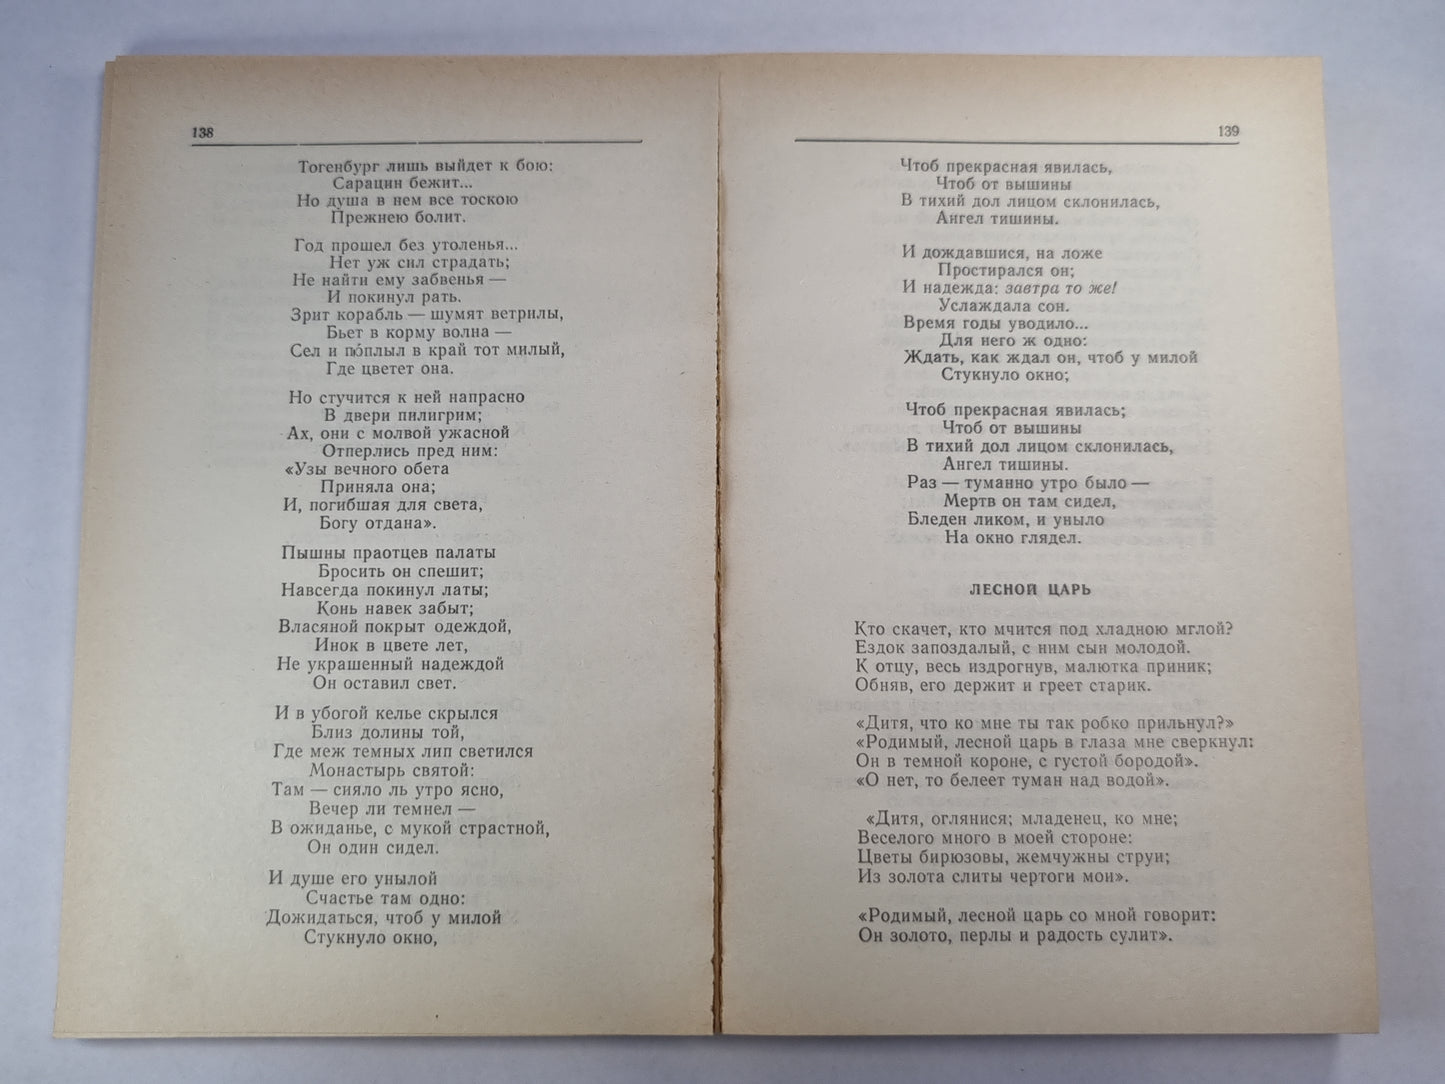 138
Тогенбург лишь выйдет к бою:
Сарацин бежит...
Но душа в нем все тоскою
Прежнею болит.
Год прошел без утоленья...
Нет уж сил страдать;
Не найти ему забвенья —
И покинул рать.
Зрит корабль — шумят ветрилы,
Бьет в корму волна —
Сел и по́плыл в край тот милый,
Где цветет она.
Но стучится к ней напрасно
В двери пилигрим;
Ах, они с молвой ужасной
Отперлись пред ним:
«Узы вечного обета
Приняла она;
И, погибшая для света,
Богу отдана».
Пышны праотцев палаты
Бросить он спешит;
Навсегда покинул латы;
Конь навек забыт;
Власяной покрыт одеждой,
Инок в цвете лет,
Не украшенный надеждой
Он оставил свет.
И в убогой келье скрылся
Близ долины той,
Где меж темных лип светился
Монастырь святой:
Там — сияло ль утро ясно,
Вечер ли темнел —
В ожиданье, с мукой страстной,
Он один сидел.
И душе его унылой
Счастье там одно:
Дожидаться, чтоб у милой
Стукнуло окно,
139
Чтоб прекрасная явилась,
Чтоб от вышины
В тихий дол лицом склонилась,
Ангел тишины.
И дождавшися, на ложе
Простирался он;
И надежда: завтра то же!
Услаждала сон.
Время годы уводило...
Для него ж одно:
Ждать, как ждал он, чтоб у милой
Стукнуло окно;
Чтоб прекрасная явилась;
Чтоб от вышины
В тихий дол лицом склонилась,
Ангел тишины.
Раз — туманно утро было —
Мертв он там сидел,
Бледен ликом, и уныло
На окно глядел.
ЛЕСНОЙ ЦАРЬ
Кто скачет, кто мчится под хладною мглой?
Ездок запоздалый, с ним сын молодой.
К отцу, весь издрогнув, малютка приник;
Обняв, его держит и греет старик.
«Дитя, что ко мне ты так робко прильнул?»
«Родимый, лесной царь в глаза мне сверкнул:
Он в темной короне, с густой бородой».
«О нет, то белеет туман над водой».
«Дитя, оглянися; младенец, ко мне;
Веселого много в моей стороне:
Цветы бирюзовы, жемчужны струи;
Из золота слиты чертоги мои».
«Родимый, лесной царь со мной говорит:
Он золото, перлы и радость сулит».